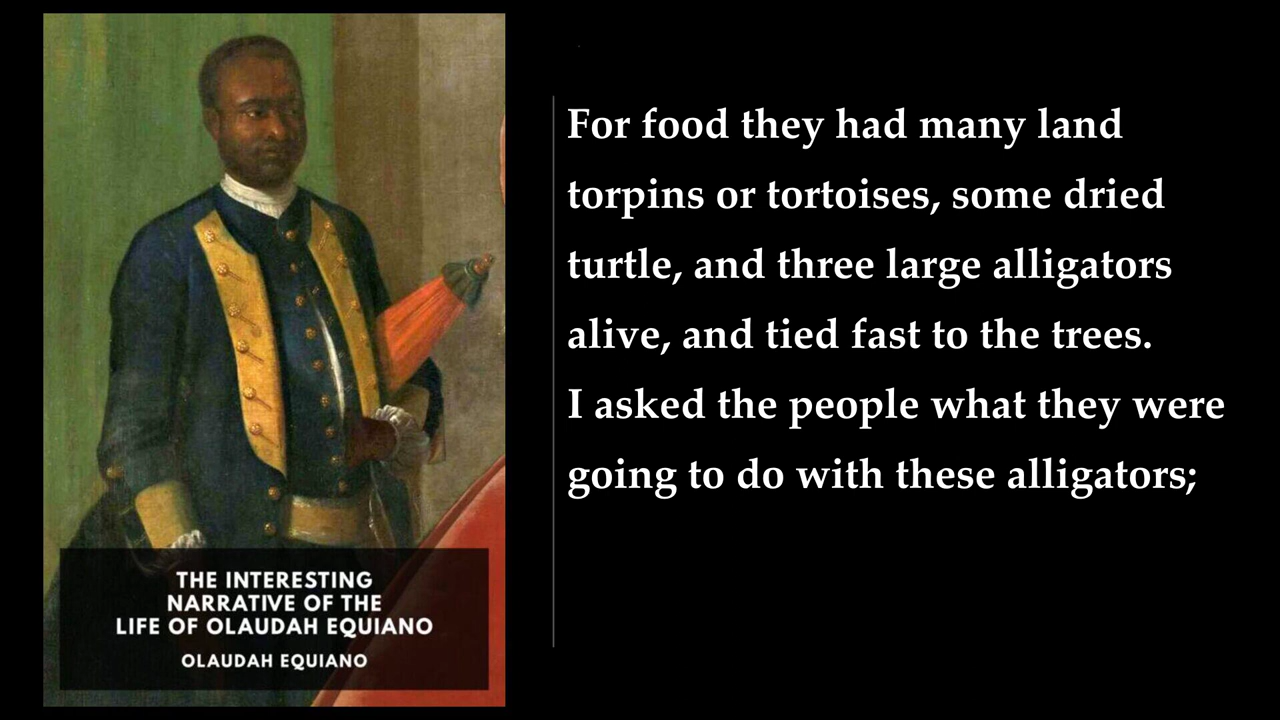 For food they had many land
torpins or tortoises, some dried
turtle, and three large alligators
alive, and tied fast to the trees.
I asked the people what they were
going to do with these alligators;
THE INTERESTING
NARRATIVE OF THE
LIFE OF OLAUDAH EQUIANO
OLAUDAH EQUIANO